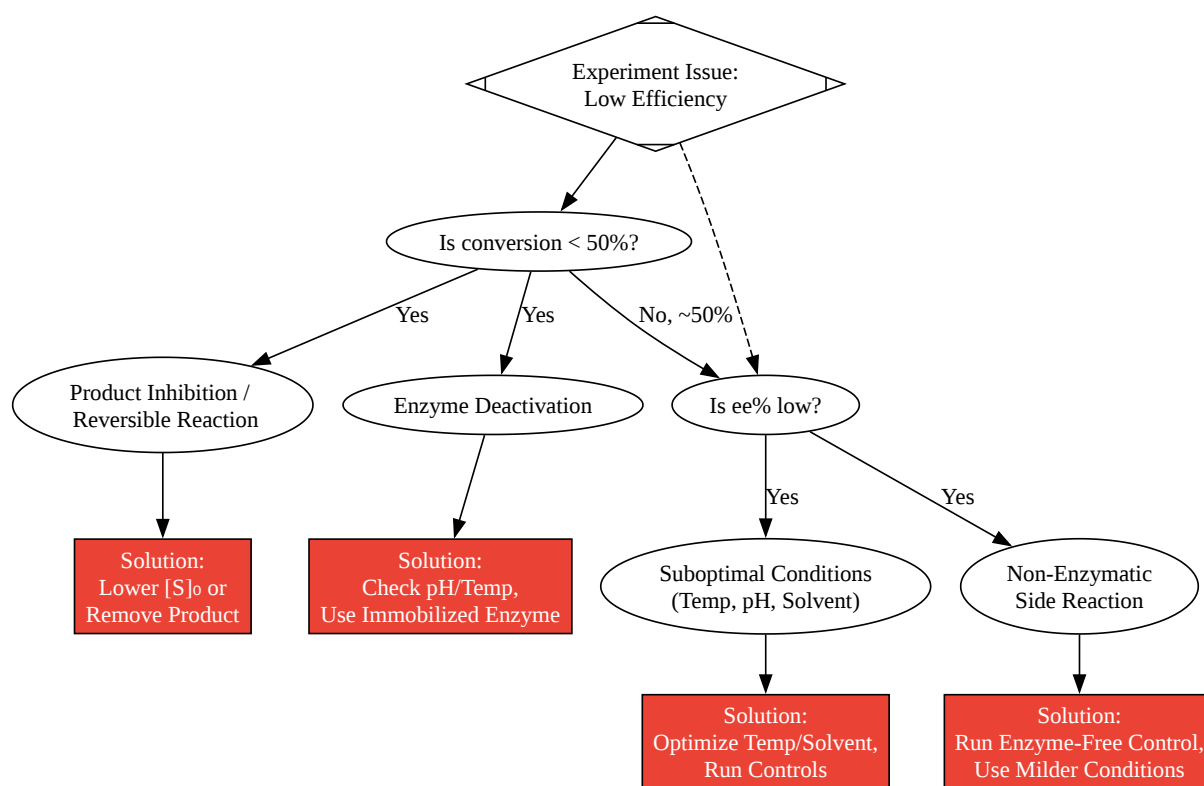 Experiment Issue:
Low Efficiency
Is conversion < 50%?
Yes
Yes
No, ~50%
Product Inhibition /
Reversible Reaction
Enzyme Deactivation
Is ee% low?
Yes
Yes
Solution:
Lower [S]₀ or
Remove Product
Solution:
Check pH/Temp,
Use Immobilized Enzyme
Suboptimal Conditions
(Temp, pH, Solvent)
Non-Enzymatic
Side Reaction
Solution:
Optimize Temp/Solvent,
Run Controls
Solution:
Run Enzyme-Free Control,
Use Milder Conditions